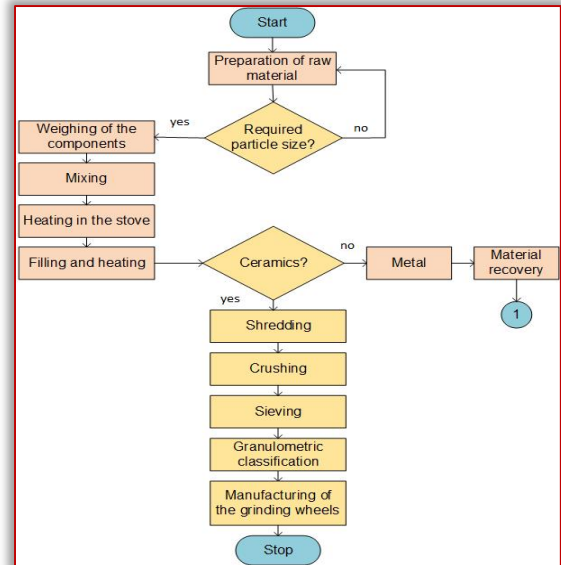 Start
Preparation of raw
material
Required
particle size?
yes
no
Weighing of the
components
Mixing
Heating in the stove
Filling and heating
Ceramics?
no
Metal
Material
recovery
1
yes
Shredding
Crushing
Sieving
Granulometric
classification
Manufacturing of
the grinding wheels
Stop